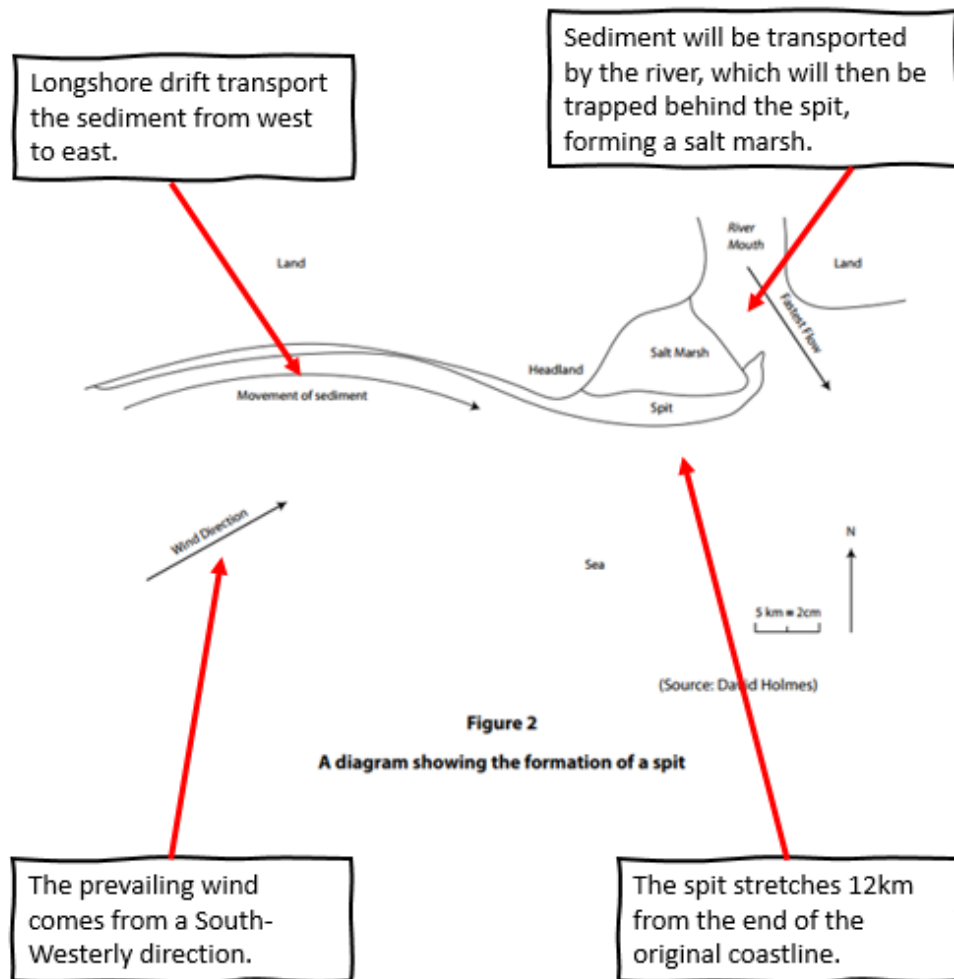 Longshore drift transport
the sediment from west
to east.
Sediment will be transported
by the river, which will then be
trapped behind the spit,
forming a salt marsh.
River
Mouth
Land
Land
Fastest Flow
Salt Marsh
Headland
Movement of sediment
Spit
Wind Direction
Sea
N
5 km = 2cm
(Source: David Holmes)
Figure 2
A diagram showing the formation of a spit
The prevailing wind
comes from a South-
Westerly direction.
The spit stretches 12km
from the end of the
original coastline.